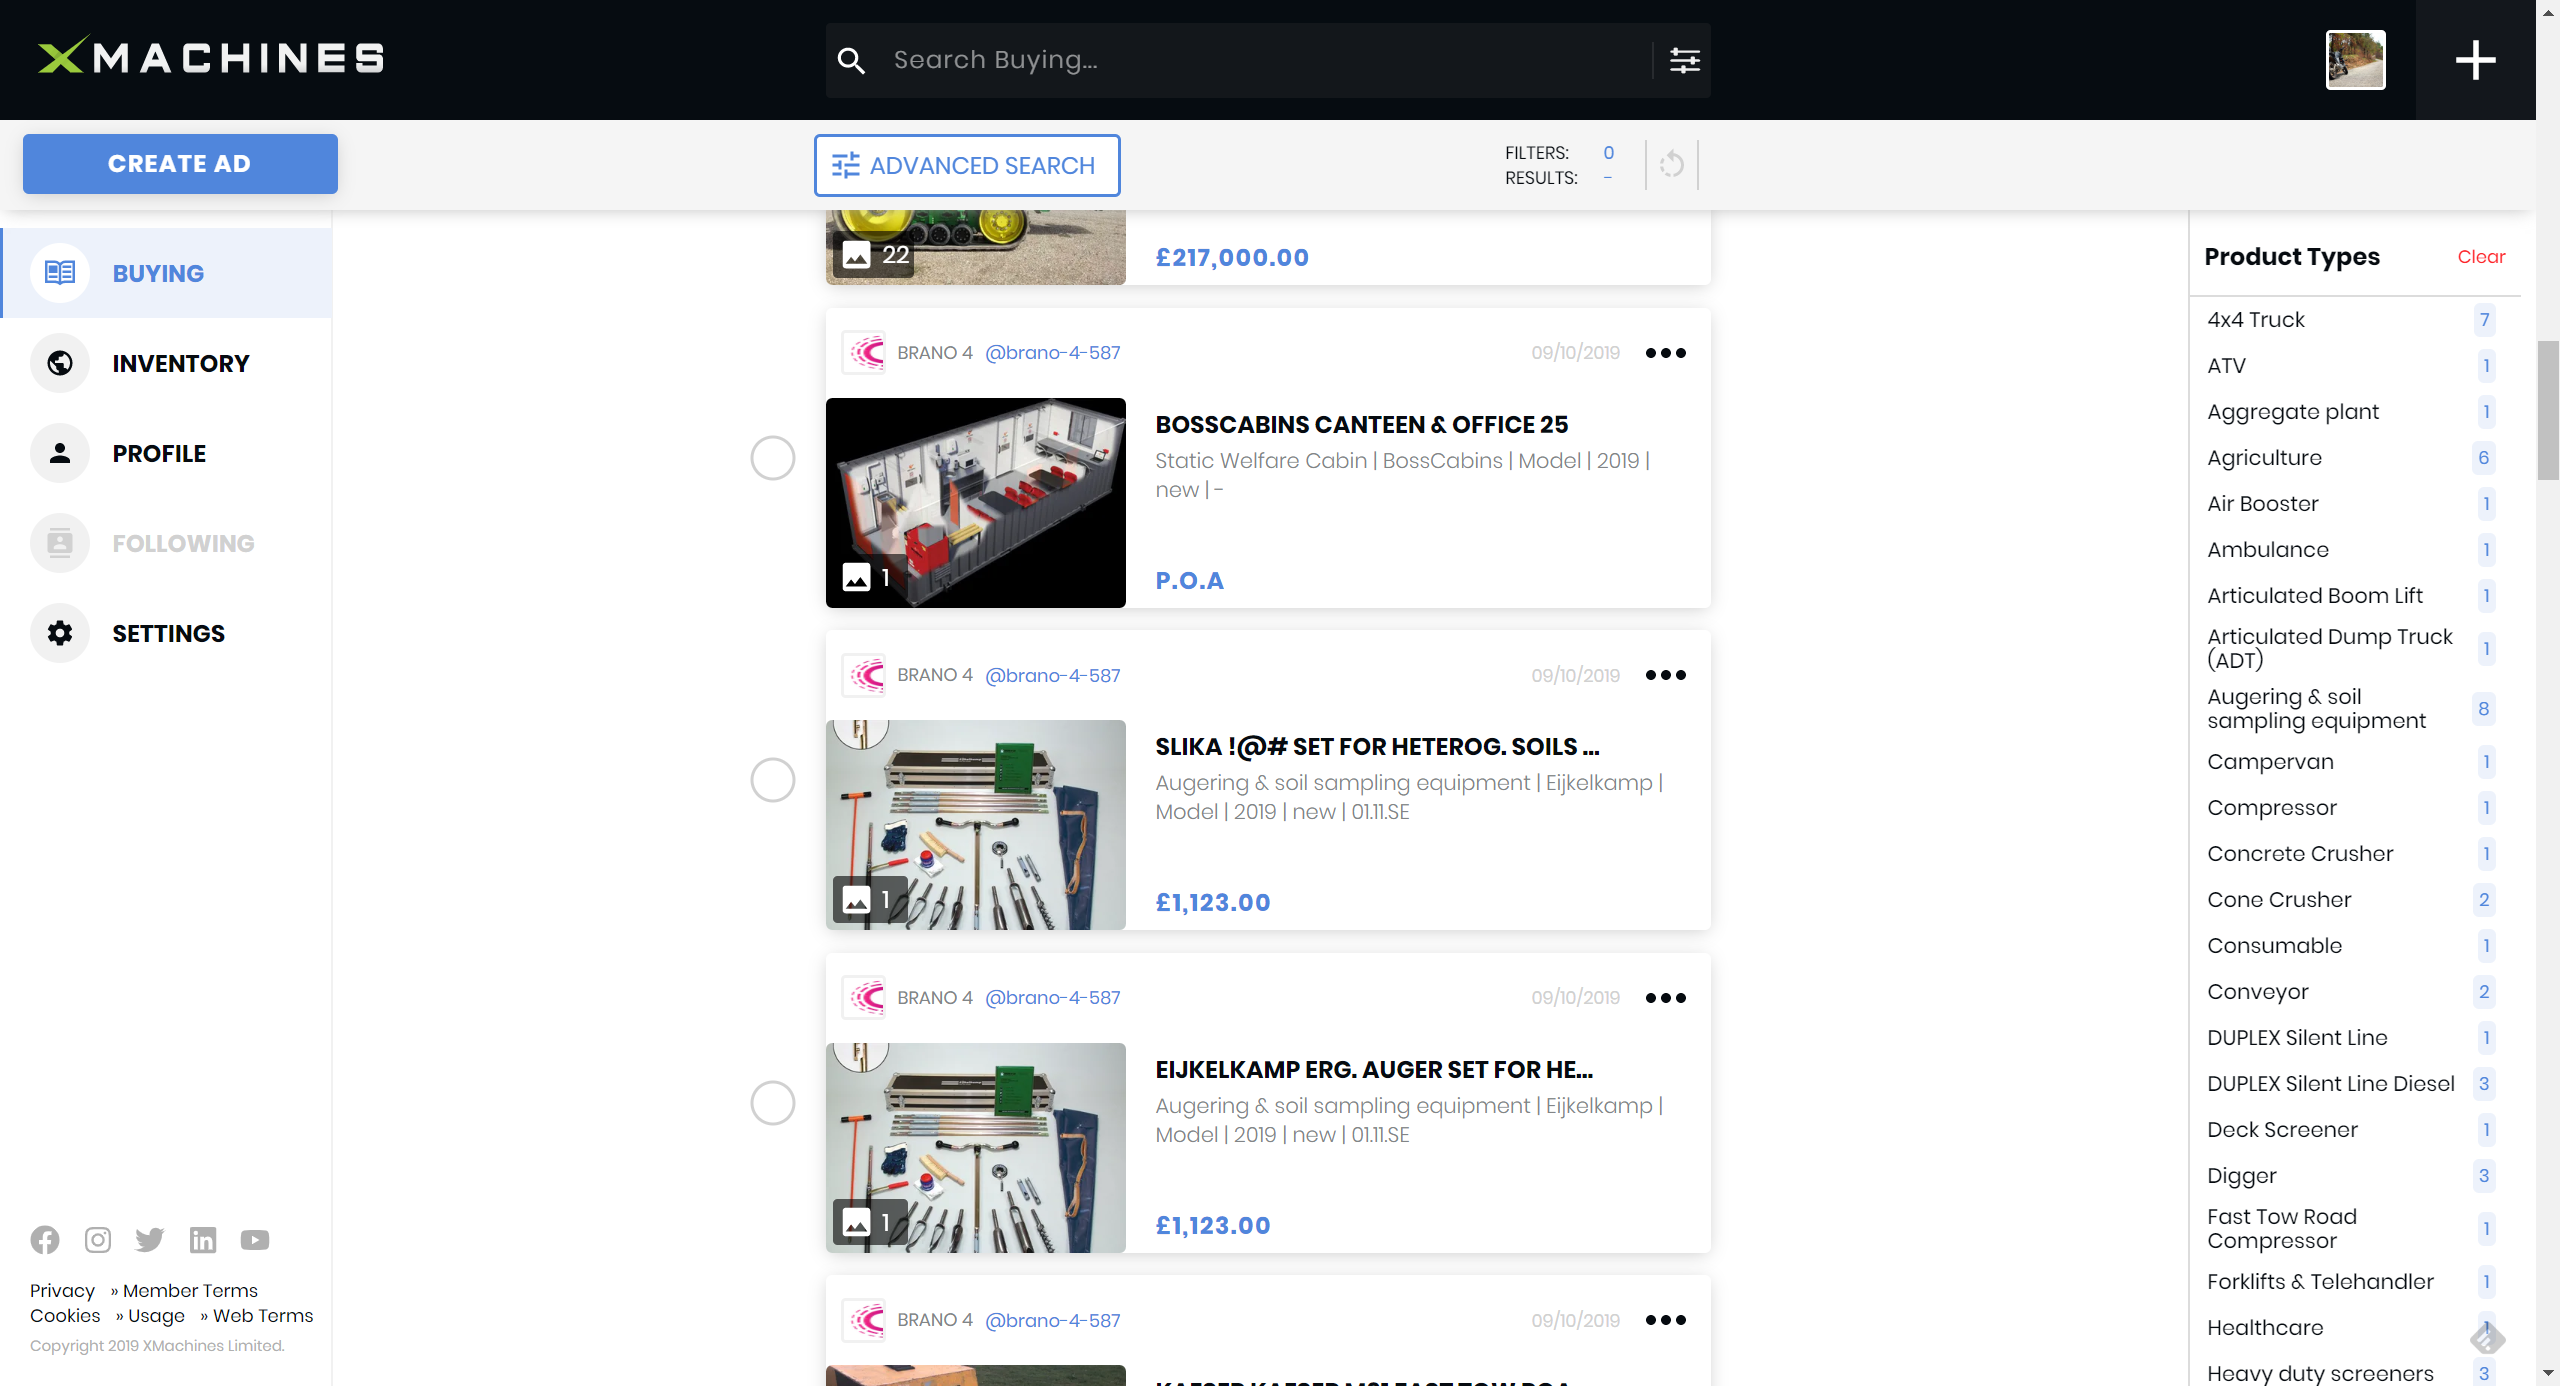 XMACHINES
Search Buying...
CREATE AD
ADVANCED SEARCH
FILTERS: 0
RESULTS: -
BUYING
INVENTORY
PROFILE
FOLLOWING
SETTINGS
Privacy » Member Terms
Cookies » Usage » Web Terms
Copyright 2019 XMachines Limited.
22
£217,000.00
BRANO 4 @brano-4-587 09/10/2019
BOSSCABINS CANTEEN & OFFICE 25
Static Welfare Cabin | BossCabins | Model | 2019 |
new | -
1
P.O.A
BRANO 4 @brano-4-587 09/10/2019
SLIKA !@# SET FOR HETEROG. SOILS ...
Augering & soil sampling equipment | Eijkelkamp |
Model | 2019 | new | 01.11.SE
1
£1,123.00
BRANO 4 @brano-4-587 09/10/2019
EIJKELKAMP ERG. AUGER SET FOR HE...
Augering & soil sampling equipment | Eijkelkamp |
Model | 2019 | new | 01.11.SE
1
£1,123.00
BRANO 4 @brano-4-587 09/10/2019
Product Types Clear
4x4 Truck 7
ATV 1
Aggregate plant 1
Agriculture 6
Air Booster 1
Ambulance 1
Articulated Boom Lift 1
Articulated Dump Truck
(ADT) 1
Augering & soil
sampling equipment 8
Campervan 1
Compressor 1
Concrete Crusher 1
Cone Crusher 2
Consumable 1
Conveyor 2
DUPLEX Silent Line 1
DUPLEX Silent Line Diesel 3
Deck Screener 1
Digger 3
Fast Tow Road
Compressor 1
Forklifts & Telehandler 1
Healthcare 1
Heavy duty screeners 3